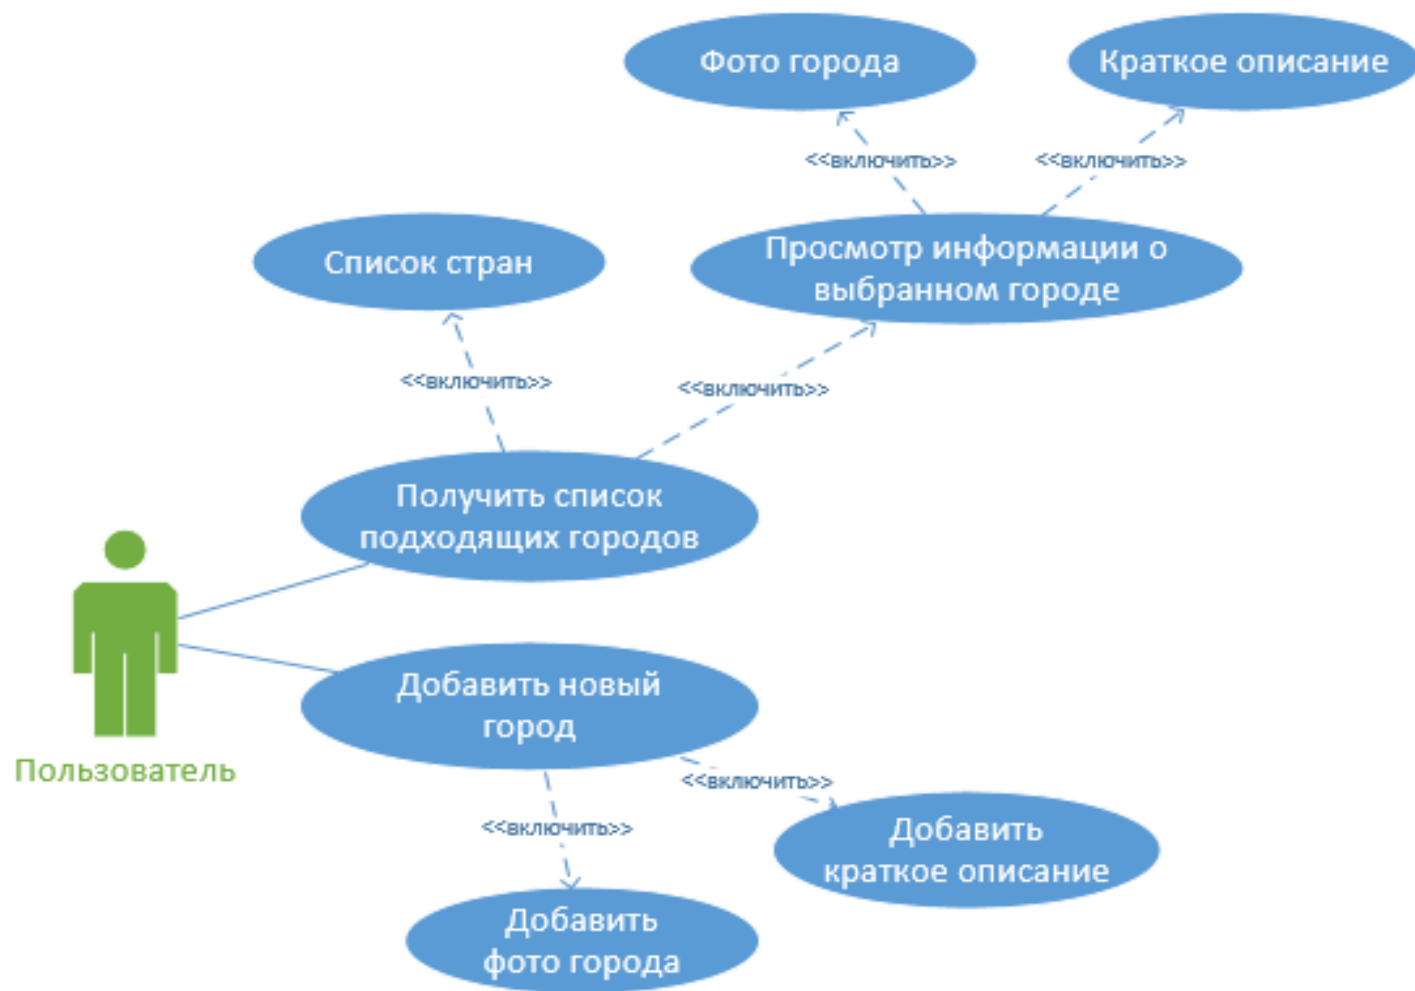 Фото города
Краткое описание
<<включить>>
<<включить>>
Список стран
Просмотр информации о
выбранном городе
<<включить>>
<<включить>>
Получить список
подходящих городов
Пользователь
Добавить новый
город
<<включить>>
<<включить>>
Добавить
краткое описание
Добавить
фото города